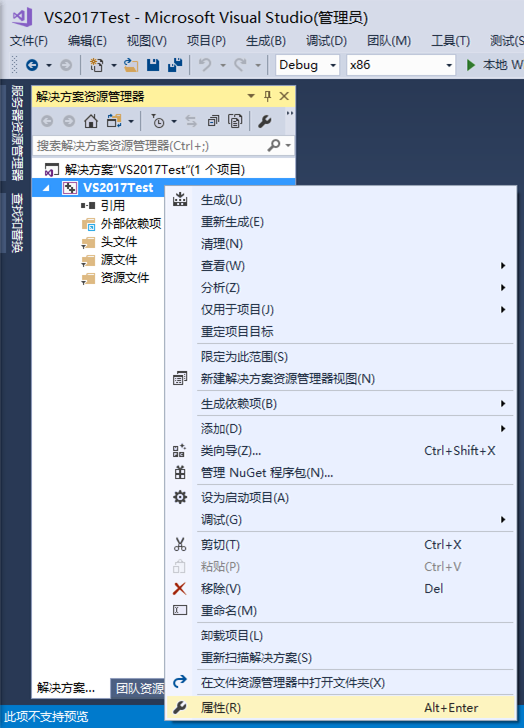 VS2017Test - Microsoft Visual Studio(管理员)
文件(F) 编辑(E) 视图(V) 项目(P) 生成(B) 调试(D) 团队(M) 工具(T) 测试(S
Debug x86 本地 W
服务器资源管理器
查找和替换
解决方案资源管理器
搜索解决方案资源管理器(Ctrl+;)
解决方案"VS2017Test"(1 个项目)
VS2017Test
引用
外部依赖项
头文件
源文件
资源文件
生成(U)
重新生成(E)
清理(N)
查看(W)
分析(Z)
仅用于项目(J)
重定项目目标
限定为此范围(S)
新建解决方案资源管理器视图(N)
生成依赖项(B)
添加(D)
类向导(Z)... Ctrl+Shift+X
管理 NuGet 程序包(N)...
设为启动项目(A)
调试(G)
剪切(T) Ctrl+X
粘贴(P) Ctrl+V
移除(V) Del
重命名(M)
卸载项目(L)
重新扫描解决方案(S)
在文件资源管理器中打开文件夹(X)
属性(R) Alt+Enter
解决方案... 团队资源
此项不支持预览